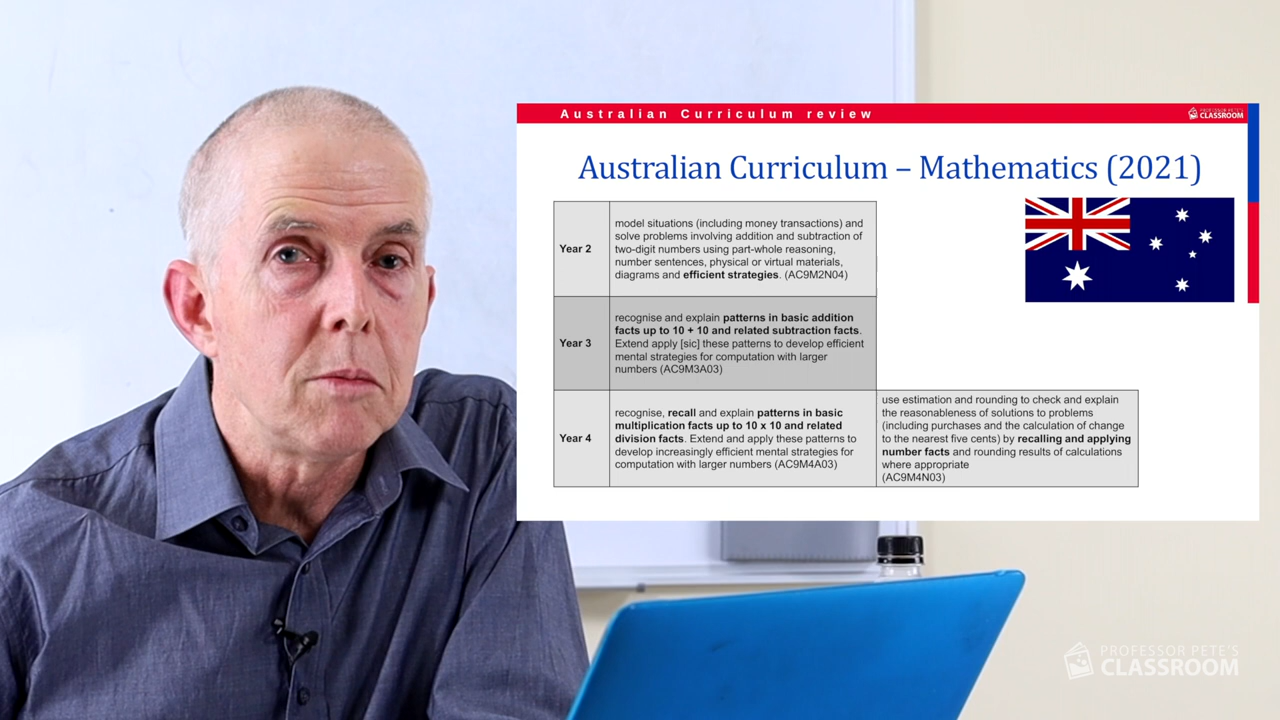 Australian Curriculum review
PROFESSOR PETE'S
CLASSROOM
Australian Curriculum – Mathematics (2021)
Year 2
model situations (including money transactions) and
solve problems involving addition and subtraction of
two-digit numbers using part-whole reasoning,
number sentences, physical or virtual materials,
diagrams and efficient strategies. (AC9M2N04)
Year 3
recognise and explain patterns in basic addition
facts up to 10 + 10 and related subtraction facts.
Extend apply [sic] these patterns to develop efficient
mental strategies for computation with larger
numbers (AC9M3A03)
Year 4
recognise, recall and explain patterns in basic
multiplication facts up to 10 x 10 and related
division facts. Extend and apply these patterns to
develop increasingly efficient mental strategies for
computation with larger numbers (AC9M4A03)
use estimation and rounding to check and explain
the reasonableness of solutions to problems
(including purchases and the calculation of change
to the nearest five cents) by recalling and applying
number facts and rounding results of calculations
where appropriate
(AC9M4N03)
PROFESSOR PETE'S
CLASSROOM